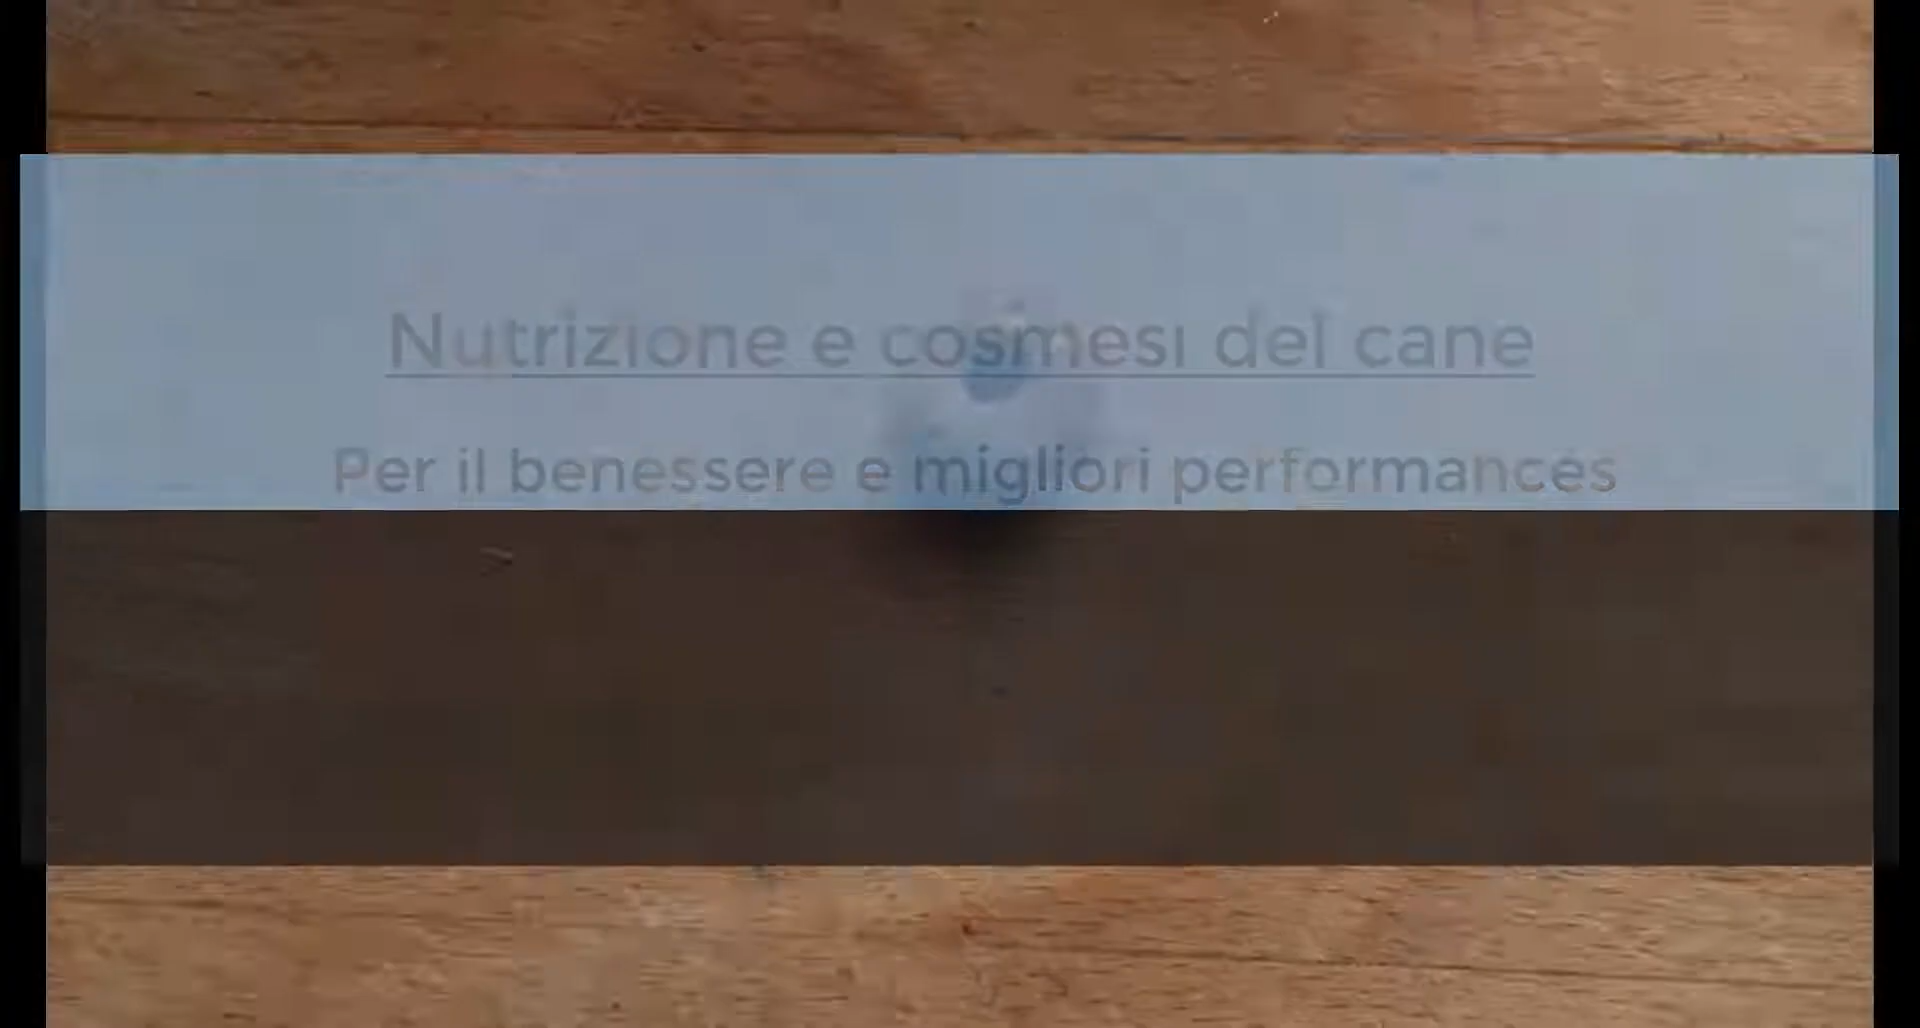 Nutrizione e cosmesi del cane
Per il benessere e migliori performances